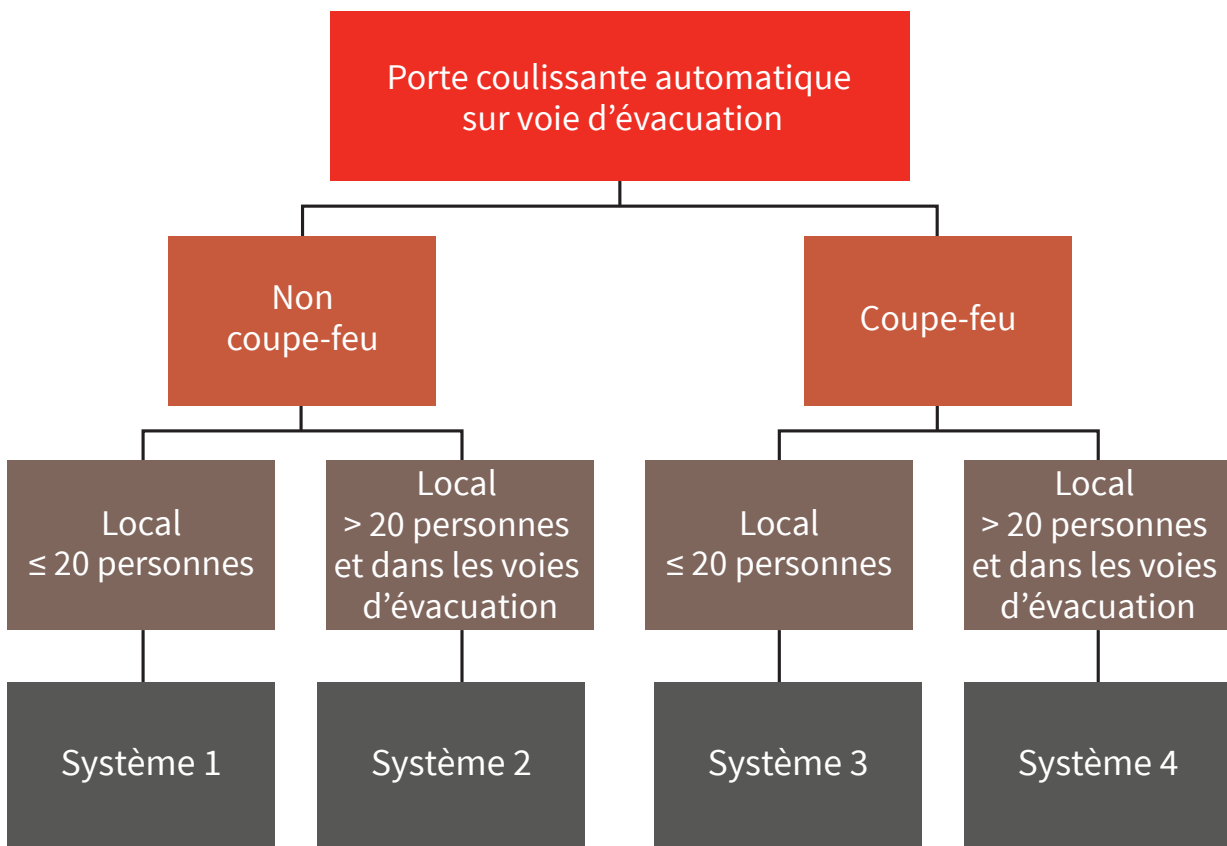 Porte coulissante automatique
sur voie d’évacuation
Non
coupe-feu
Coupe-feu
Local
≤ 20 personnes
Local
> 20 personnes
et dans les voies
d’évacuation
Local
≤ 20 personnes
Local
> 20 personnes
et dans les voies
d’évacuation
Système 1
Système 2
Système 3
Système 4